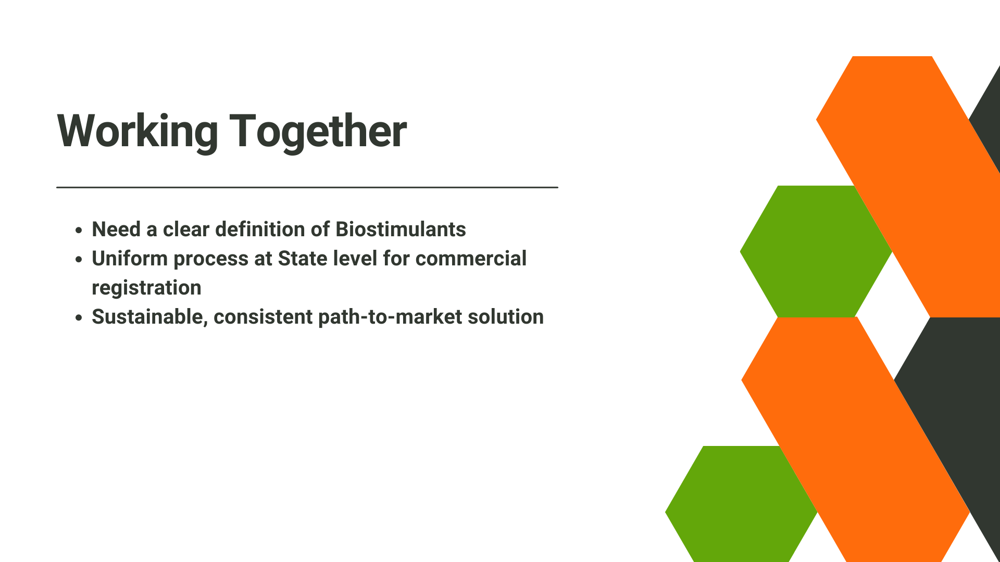 Working Together
• Need a clear definition of Biostimulants
• Uniform process at State level for commercial
registration
• Sustainable, consistent path-to-market solution